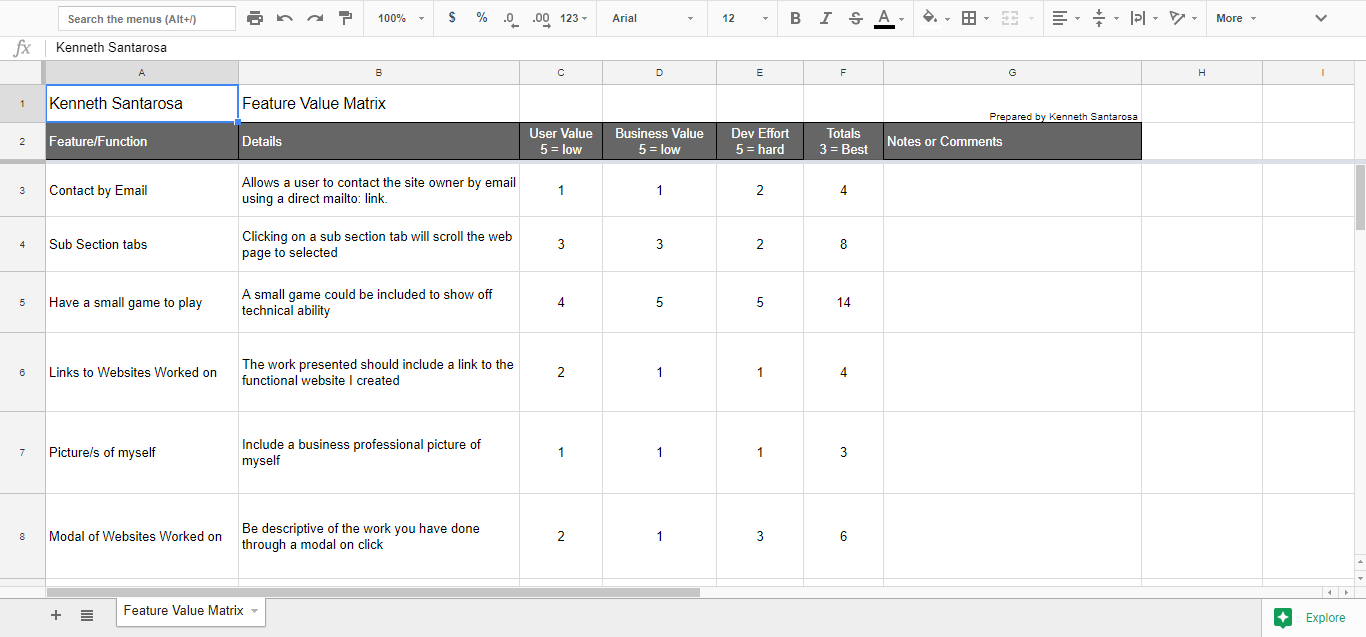 Search the menus (Alt+/)
100%
$
%
.0
.00
123
Arial
12
B
I
S
A
More
fx
Kenneth Santarosa
A
B
C
D
E
F
G
H
I
1
Kenneth Santarosa
Feature Value Matrix
Prepared by Kenneth Santarosa
2
Feature/Function
Details
User Value
5 = low
Business Value
5 = low
Dev Effort
5 = hard
Totals
3 = Best
Notes or Comments
3
Contact by Email
Allows a user to contact the site owner by email
using a direct mailto: link.
1
1
2
4
4
Sub Section tabs
Clicking on a sub section tab will scroll the web
page to selected
3
3
2
8
5
Have a small game to play
A small game could be included to show off
technical ability
4
5
5
14
6
Links to Websites Worked on
The work presented should include a link to the
functional website I created
2
1
1
4
7
Picture/s of myself
Include a business professional picture of
myself
1
1
1
3
8
Modal of Websites Worked on
Be descriptive of the work you have done
through a modal on click
2
1
3
6
Feature Value Matrix
Explore